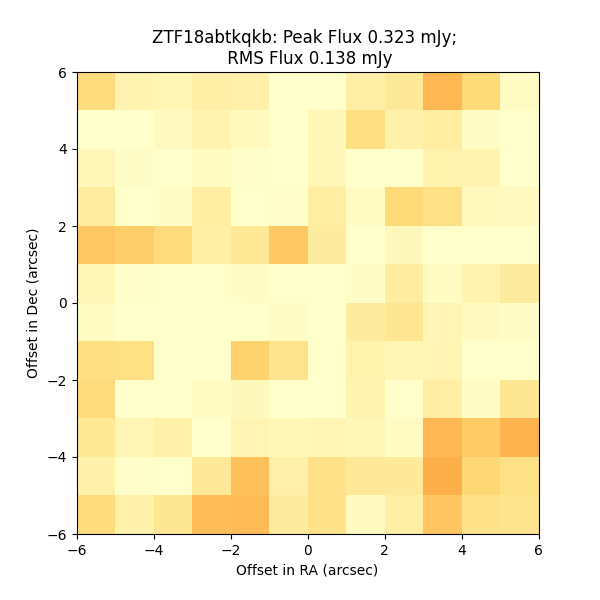 ZTF18abtkqkb: Peak Flux 0.323 mJy;
RMS Flux 0.138 mJy
6
4
2
0
−2
−4
−6
Offset in Dec (arcsec)
−6 −4 −2 0 2 4 6
Offset in RA (arcsec)